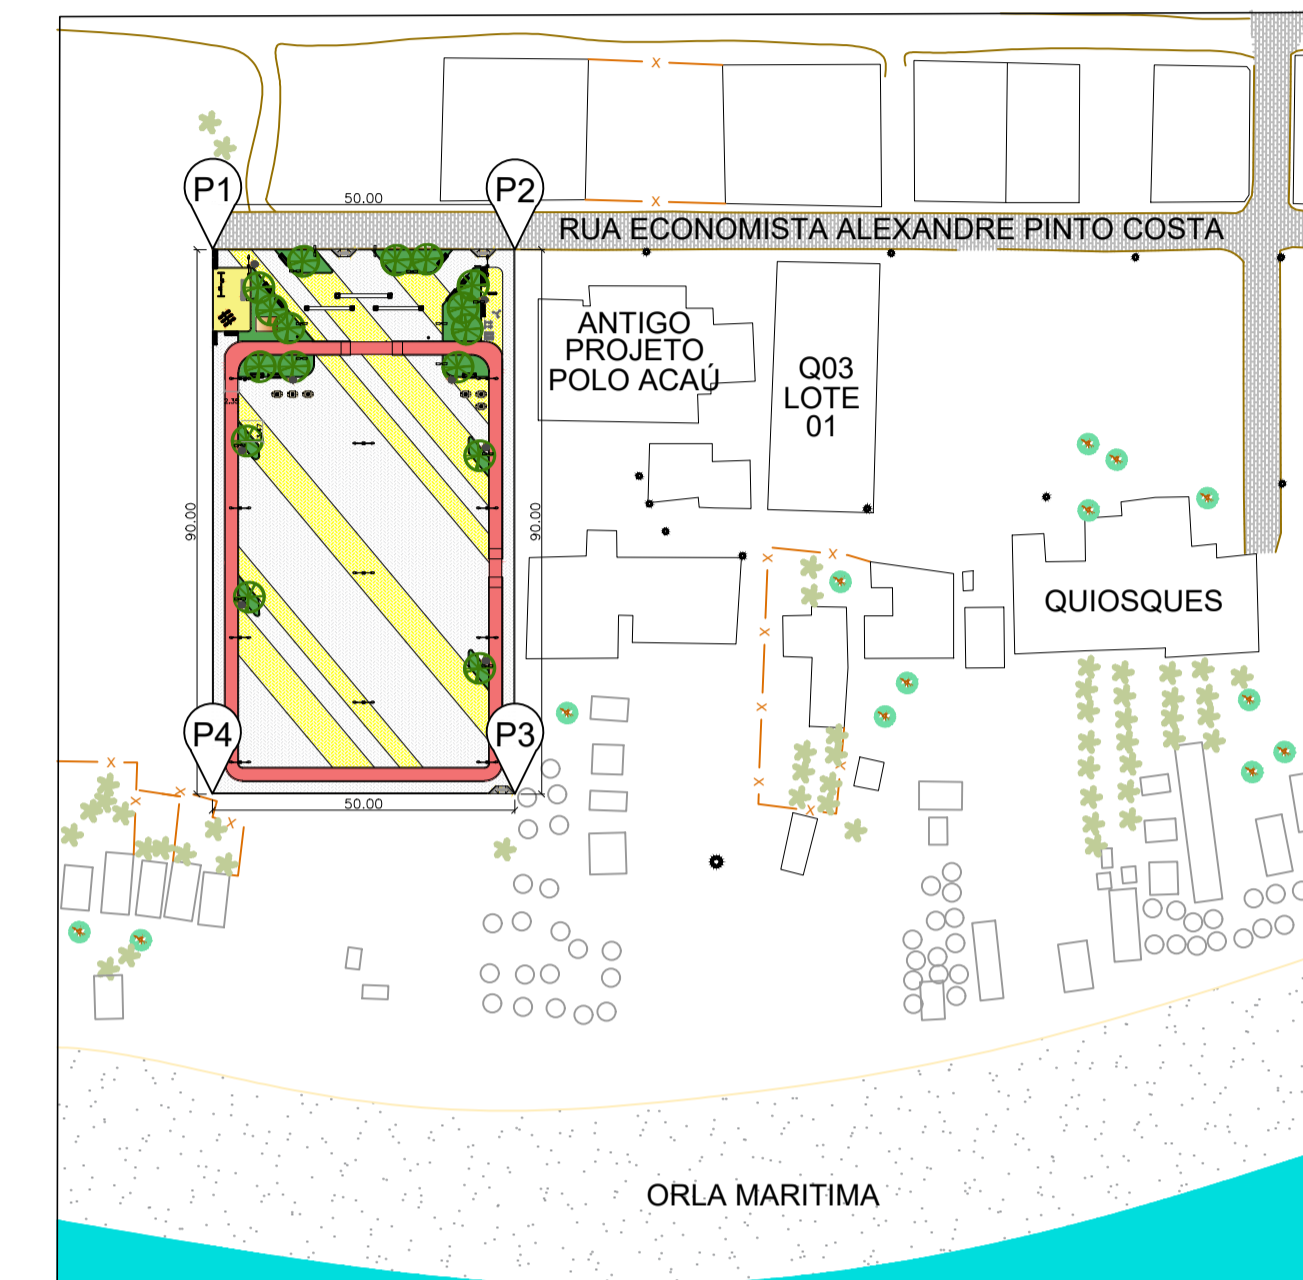 P1
50.00
P2
RUA ECONOMISTA ALEXANDRE PINTO COSTA
ANTIGO
PROJETO
POLO ACAÚ
Q03
LOTE
01
90.00
90.00
QUIOSQUES
P4
P3
50.00
ORLA MARITIMA